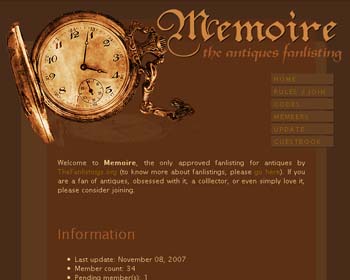 Memoire
the antiques fanlisting
HOME
RULES / JOIN
CODES
MEMBERS
UPDATE
GUESTBOOK
Welcome to Memoire, the only approved fanlisting for antiques by
TheFanlistings.org (to know more about fanlistings, please go here). If you
are a fan of antiques, obsessed with it, a colllector, or even simply love it,
please consider joining.
Information
Last update: November 08, 2007
Member count: 34
Pending member(s): 1